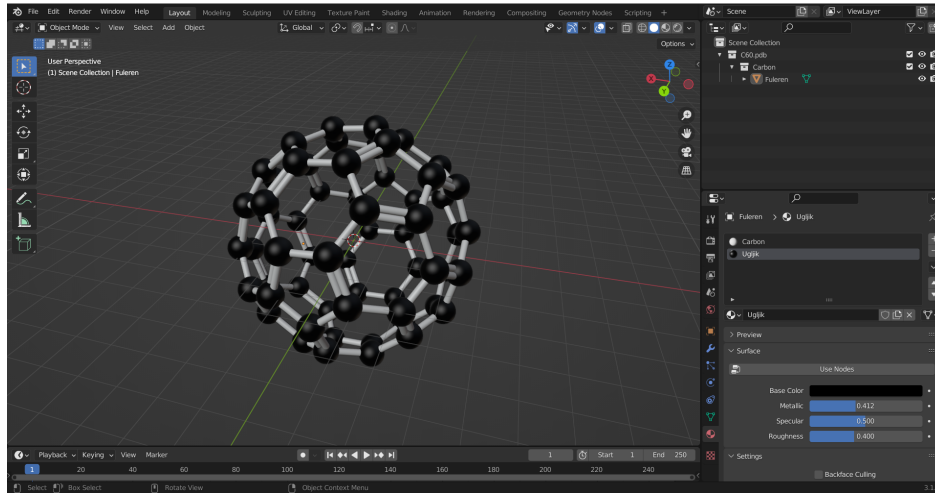 File Edit Render Window Help Layout Modeling Sculpting UV Editing Texture Paint Shading Animation Rendering Compositing Geometry Nodes Scripting + Scene ViewLayer
Object Mode View Select Add Object Global Options
User Perspective
(1) Scene Collection | Fuleren
X
Y
Z
Scene Collection
C60.pdb
Carbon
Fuleren
Fuleren > Ugljik
Carbon
Ugljik
Ugljik
Preview
Surface
Use Nodes
Base Color
Metallic 0.412
Specular 0.500
Roughness 0.400
Settings
Backface Culling
Playback Keying View Marker 1 Start 1 End 250
1 20 40 60 80 100 120 140 160 180 200 220 240
Select Box Select Rotate View Object Context Menu